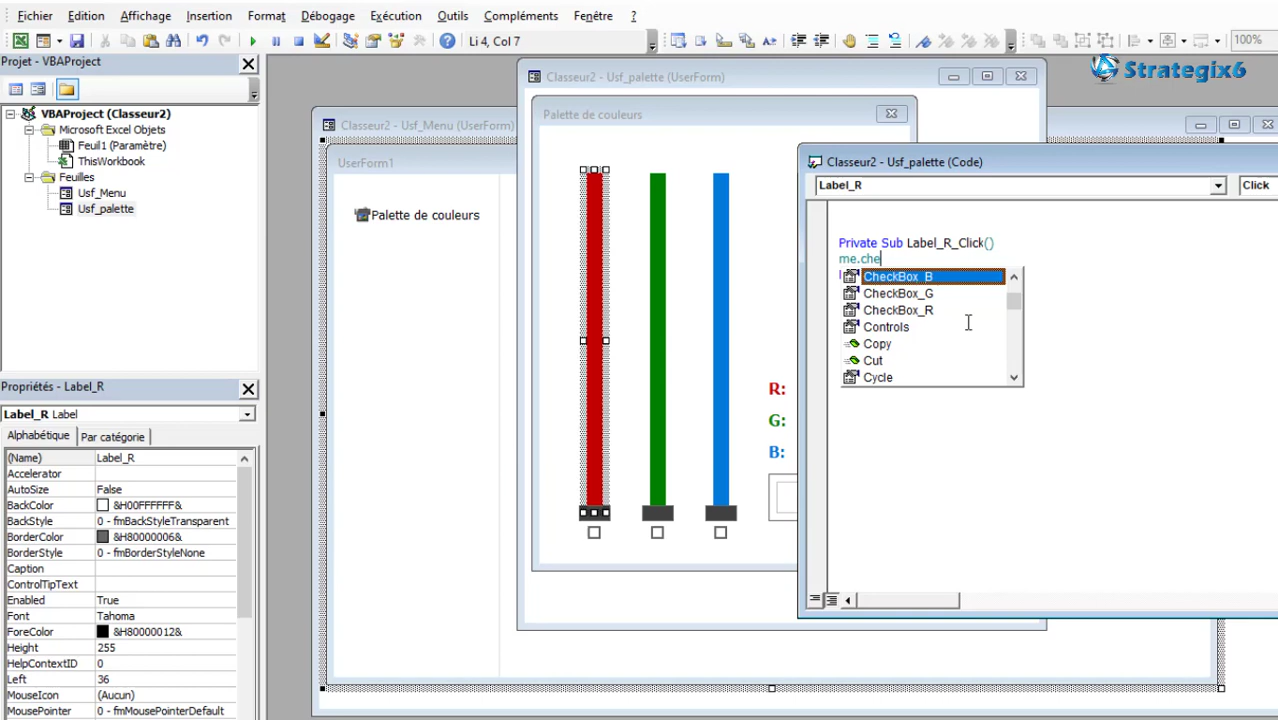 Fichier Edition Affichage Insertion Format Débogage Exécution Outils Compléments Fenêtre ?
Li 4, Col 7
100%
Strategix6
Projet - VBAProject
VBAProject (Classeur2)
Microsoft Excel Objets
Feuil1 (Paramètre)
ThisWorkbook
Feuilles
Usf_Menu
Usf_palette
Classeur2 - Usf_Menu (UserForm)
UserForm1
Palette de couleurs
Classeur2 - Usf_palette (UserForm)
Palette de couleurs
R:
G:
B:
Classeur2 - Usf_palette (Code)
Label_R
Click
Private Sub Label_R_Click()
me.che
CheckBox_B
CheckBox_G
CheckBox_R
Controls
Copy
Cut
Cycle
Propriétés - Label_R
Label_R Label
Alphabétique Par catégorie
(Name) Label_R
Accelerator
AutoSize False
BackColor &H00FFFFFF&
BackStyle 0 - fmBackStyleTransparent
BorderColor &H80000006&
BorderStyle 0 - fmBorderStyleNone
Caption
ControlTipText
Enabled True
Font Tahoma
ForeColor &H80000012&
Height 255
HelpContextID 0
Left 36
MouseIcon (Aucun)
MousePointer 0 - fmMousePointerDefault